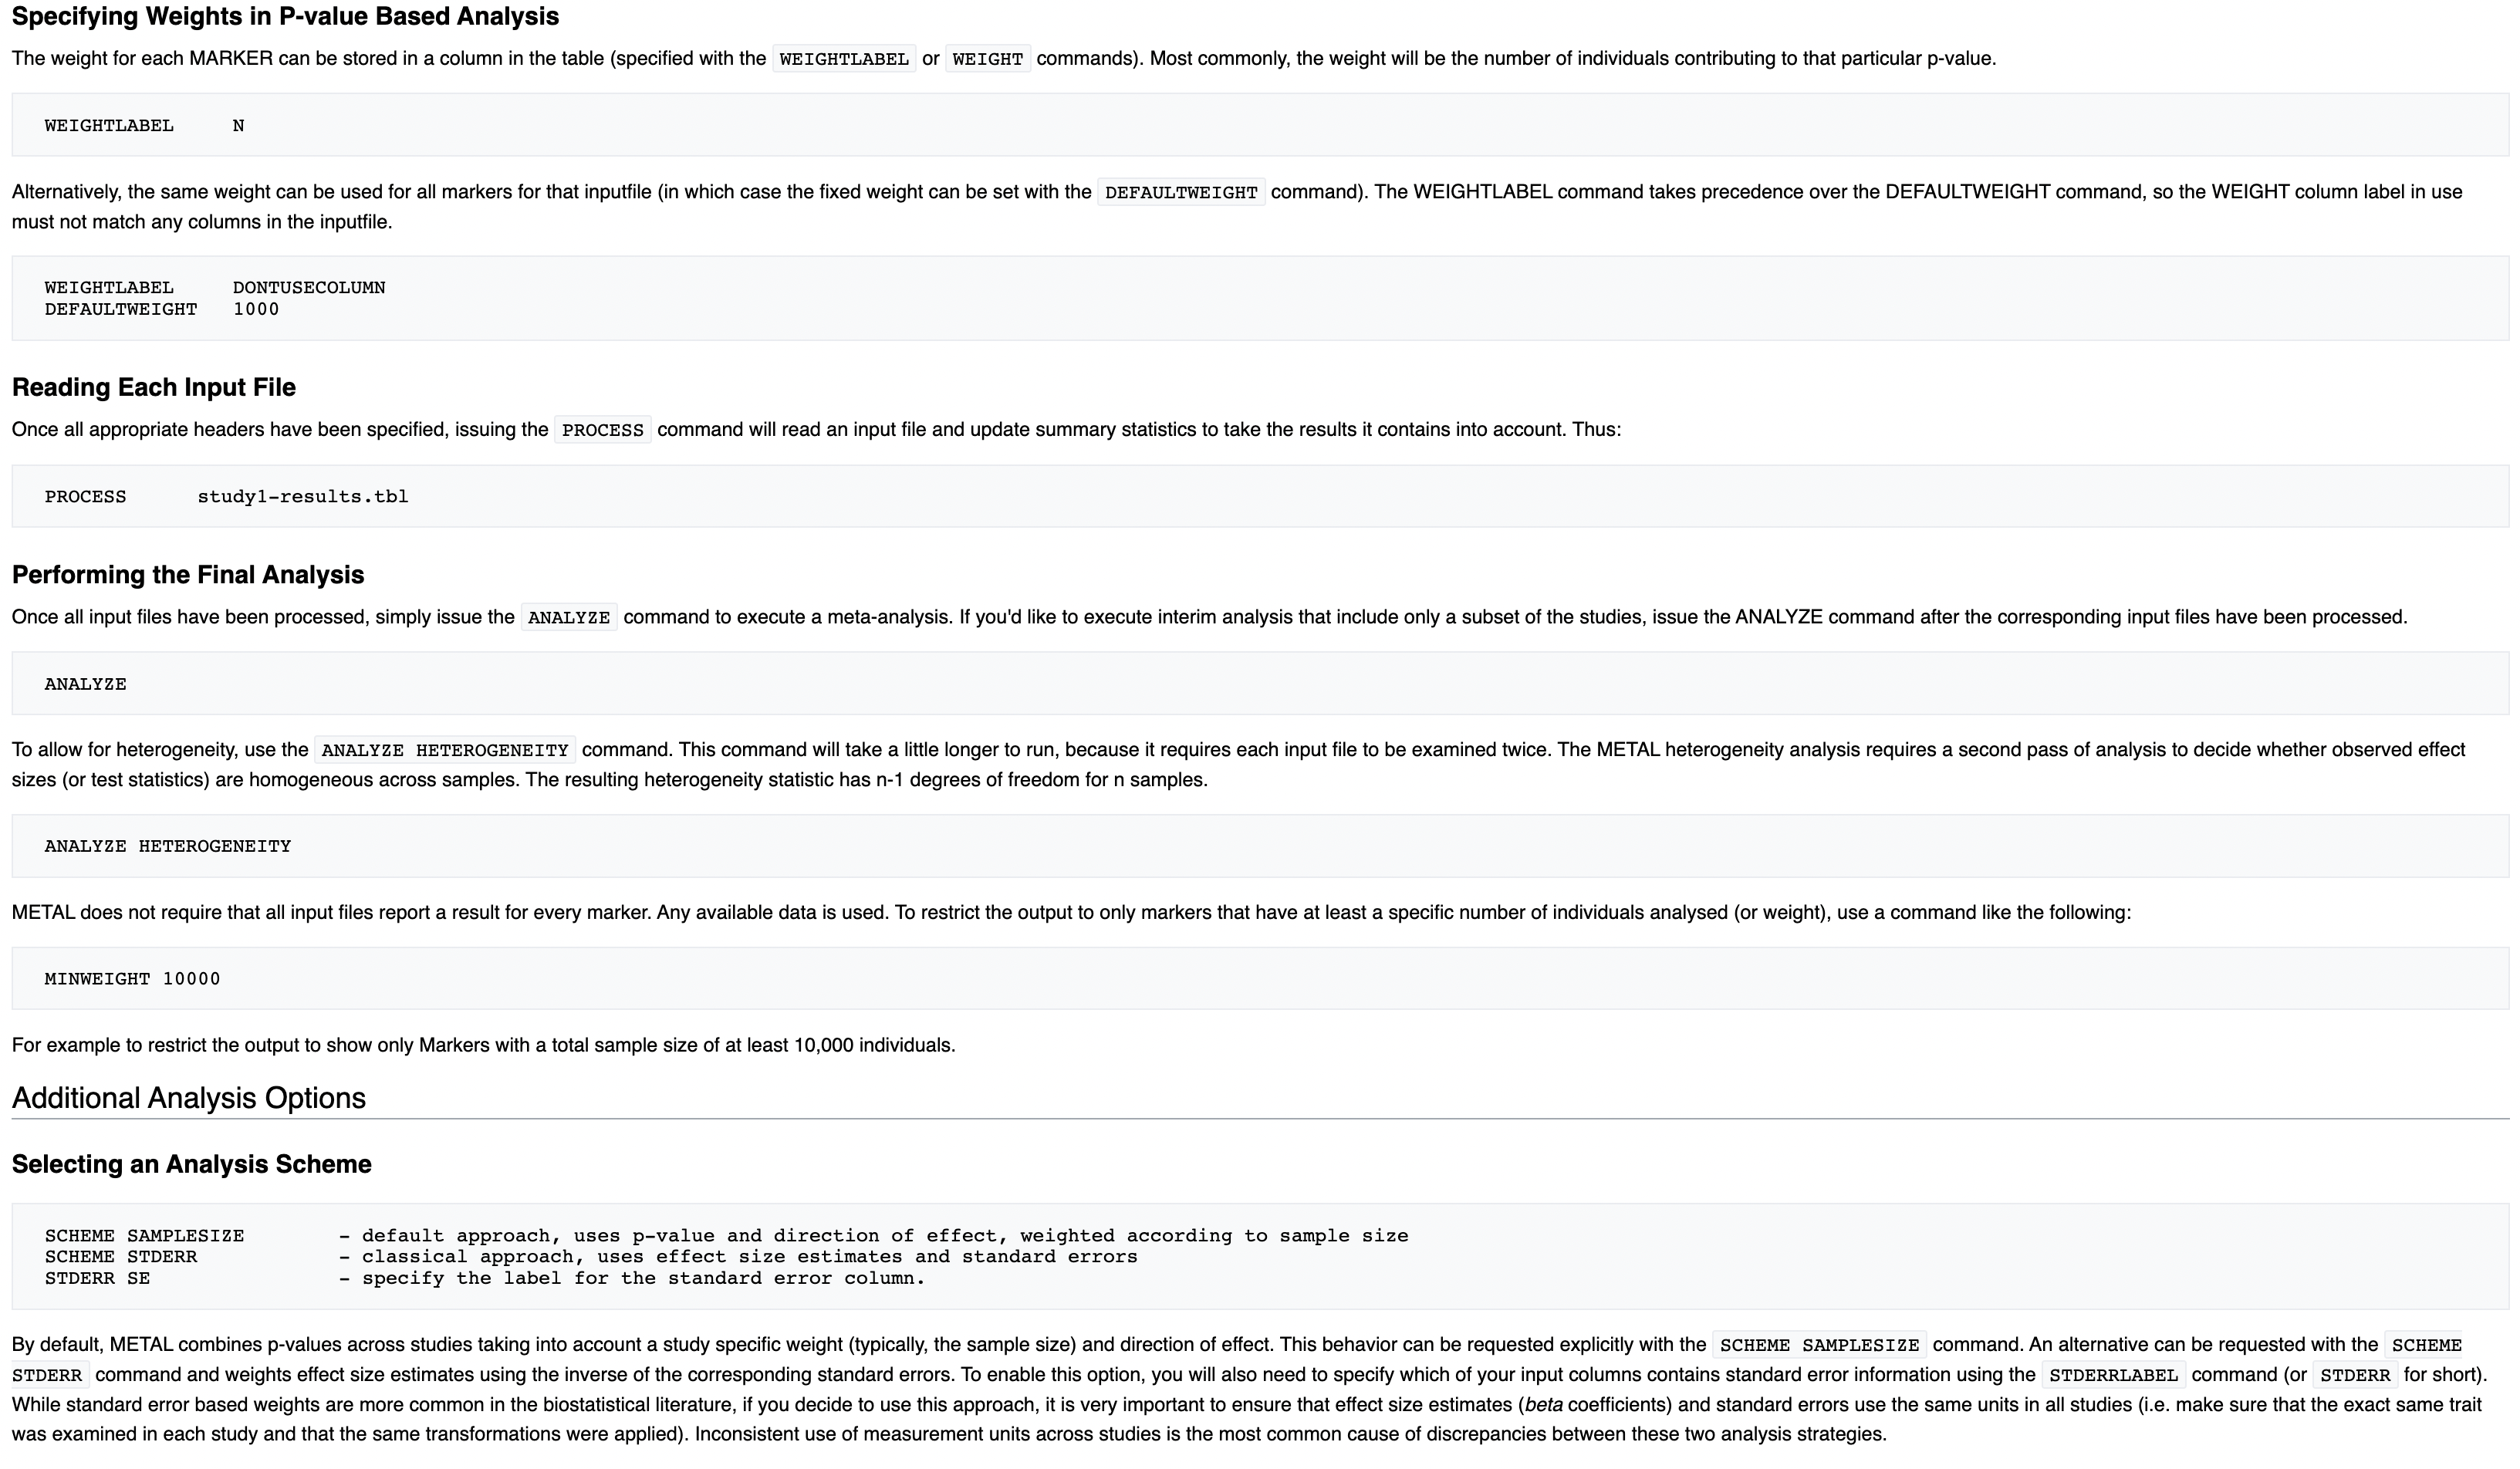 Specifying Weights in P-value Based Analysis
The weight for each MARKER can be stored in a column in the table (specified with the WEIGHTLABEL or WEIGHT commands). Most commonly, the weight will be the number of individuals contributing to that particular p-value.
WEIGHTLABEL     N
Alternatively, the same weight can be used for all markers for that inputfile (in which case the fixed weight can be set with the DEFAULTWEIGHT command). The WEIGHTLABEL command takes precedence over the DEFAULTWEIGHT command, so the WEIGHT column label in use
must not match any columns in the inputfile.
WEIGHTLABEL     DONTUSECOLUMN
DEFAULTWEIGHT   1000
Reading Each Input File
Once all appropriate headers have been specified, issuing the PROCESS command will read an input file and update summary statistics to take the results it contains into account. Thus:
PROCESS      study1-results.tbl
Performing the Final Analysis
Once all input files have been processed, simply issue the ANALYZE command to execute a meta-analysis. If you'd like to execute interim analysis that include only a subset of the studies, issue the ANALYZE command after the corresponding input files have been processed.
ANALYZE
To allow for heterogeneity, use the ANALYZE HETEROGENEITY command. This command will take a little longer to run, because it requires each input file to be examined twice. The METAL heterogeneity analysis requires a second pass of analysis to decide whether observed effect
sizes (or test statistics) are homogeneous across samples. The resulting heterogeneity statistic has n-1 degrees of freedom for n samples.
ANALYZE HETEROGENEITY
METAL does not require that all input files report a result for every marker. Any available data is used. To restrict the output to only markers that have at least a specific number of individuals analysed (or weight), use a command like the following:
MINWEIGHT 10000
For example to restrict the output to show only Markers with a total sample size of at least 10,000 individuals.
Additional Analysis Options
Selecting an Analysis Scheme
SCHEME SAMPLESIZE        - default approach, uses p-value and direction of effect, weighted according to sample size
SCHEME STDERR            - classical approach, uses effect size estimates and standard errors
STDERR SE                - specify the label for the standard error column.
By default, METAL combines p-values across studies taking into account a study specific weight (typically, the sample size) and direction of effect. This behavior can be requested explicitly with the SCHEME SAMPLESIZE command. An alternative can be requested with the SCHEME
STDERR command and weights effect size estimates using the inverse of the corresponding standard errors. To enable this option, you will also need to specify which of your input columns contains standard error information using the STDERRLABEL command (or STDERR for short).
While standard error based weights are more common in the biostatistical literature, if you decide to use this approach, it is very important to ensure that effect size estimates (beta coefficients) and standard errors use the same units in all studies (i.e. make sure that the exact same trait
was examined in each study and that the same transformations were applied). Inconsistent use of measurement units across studies is the most common cause of discrepancies between these two analysis strategies.